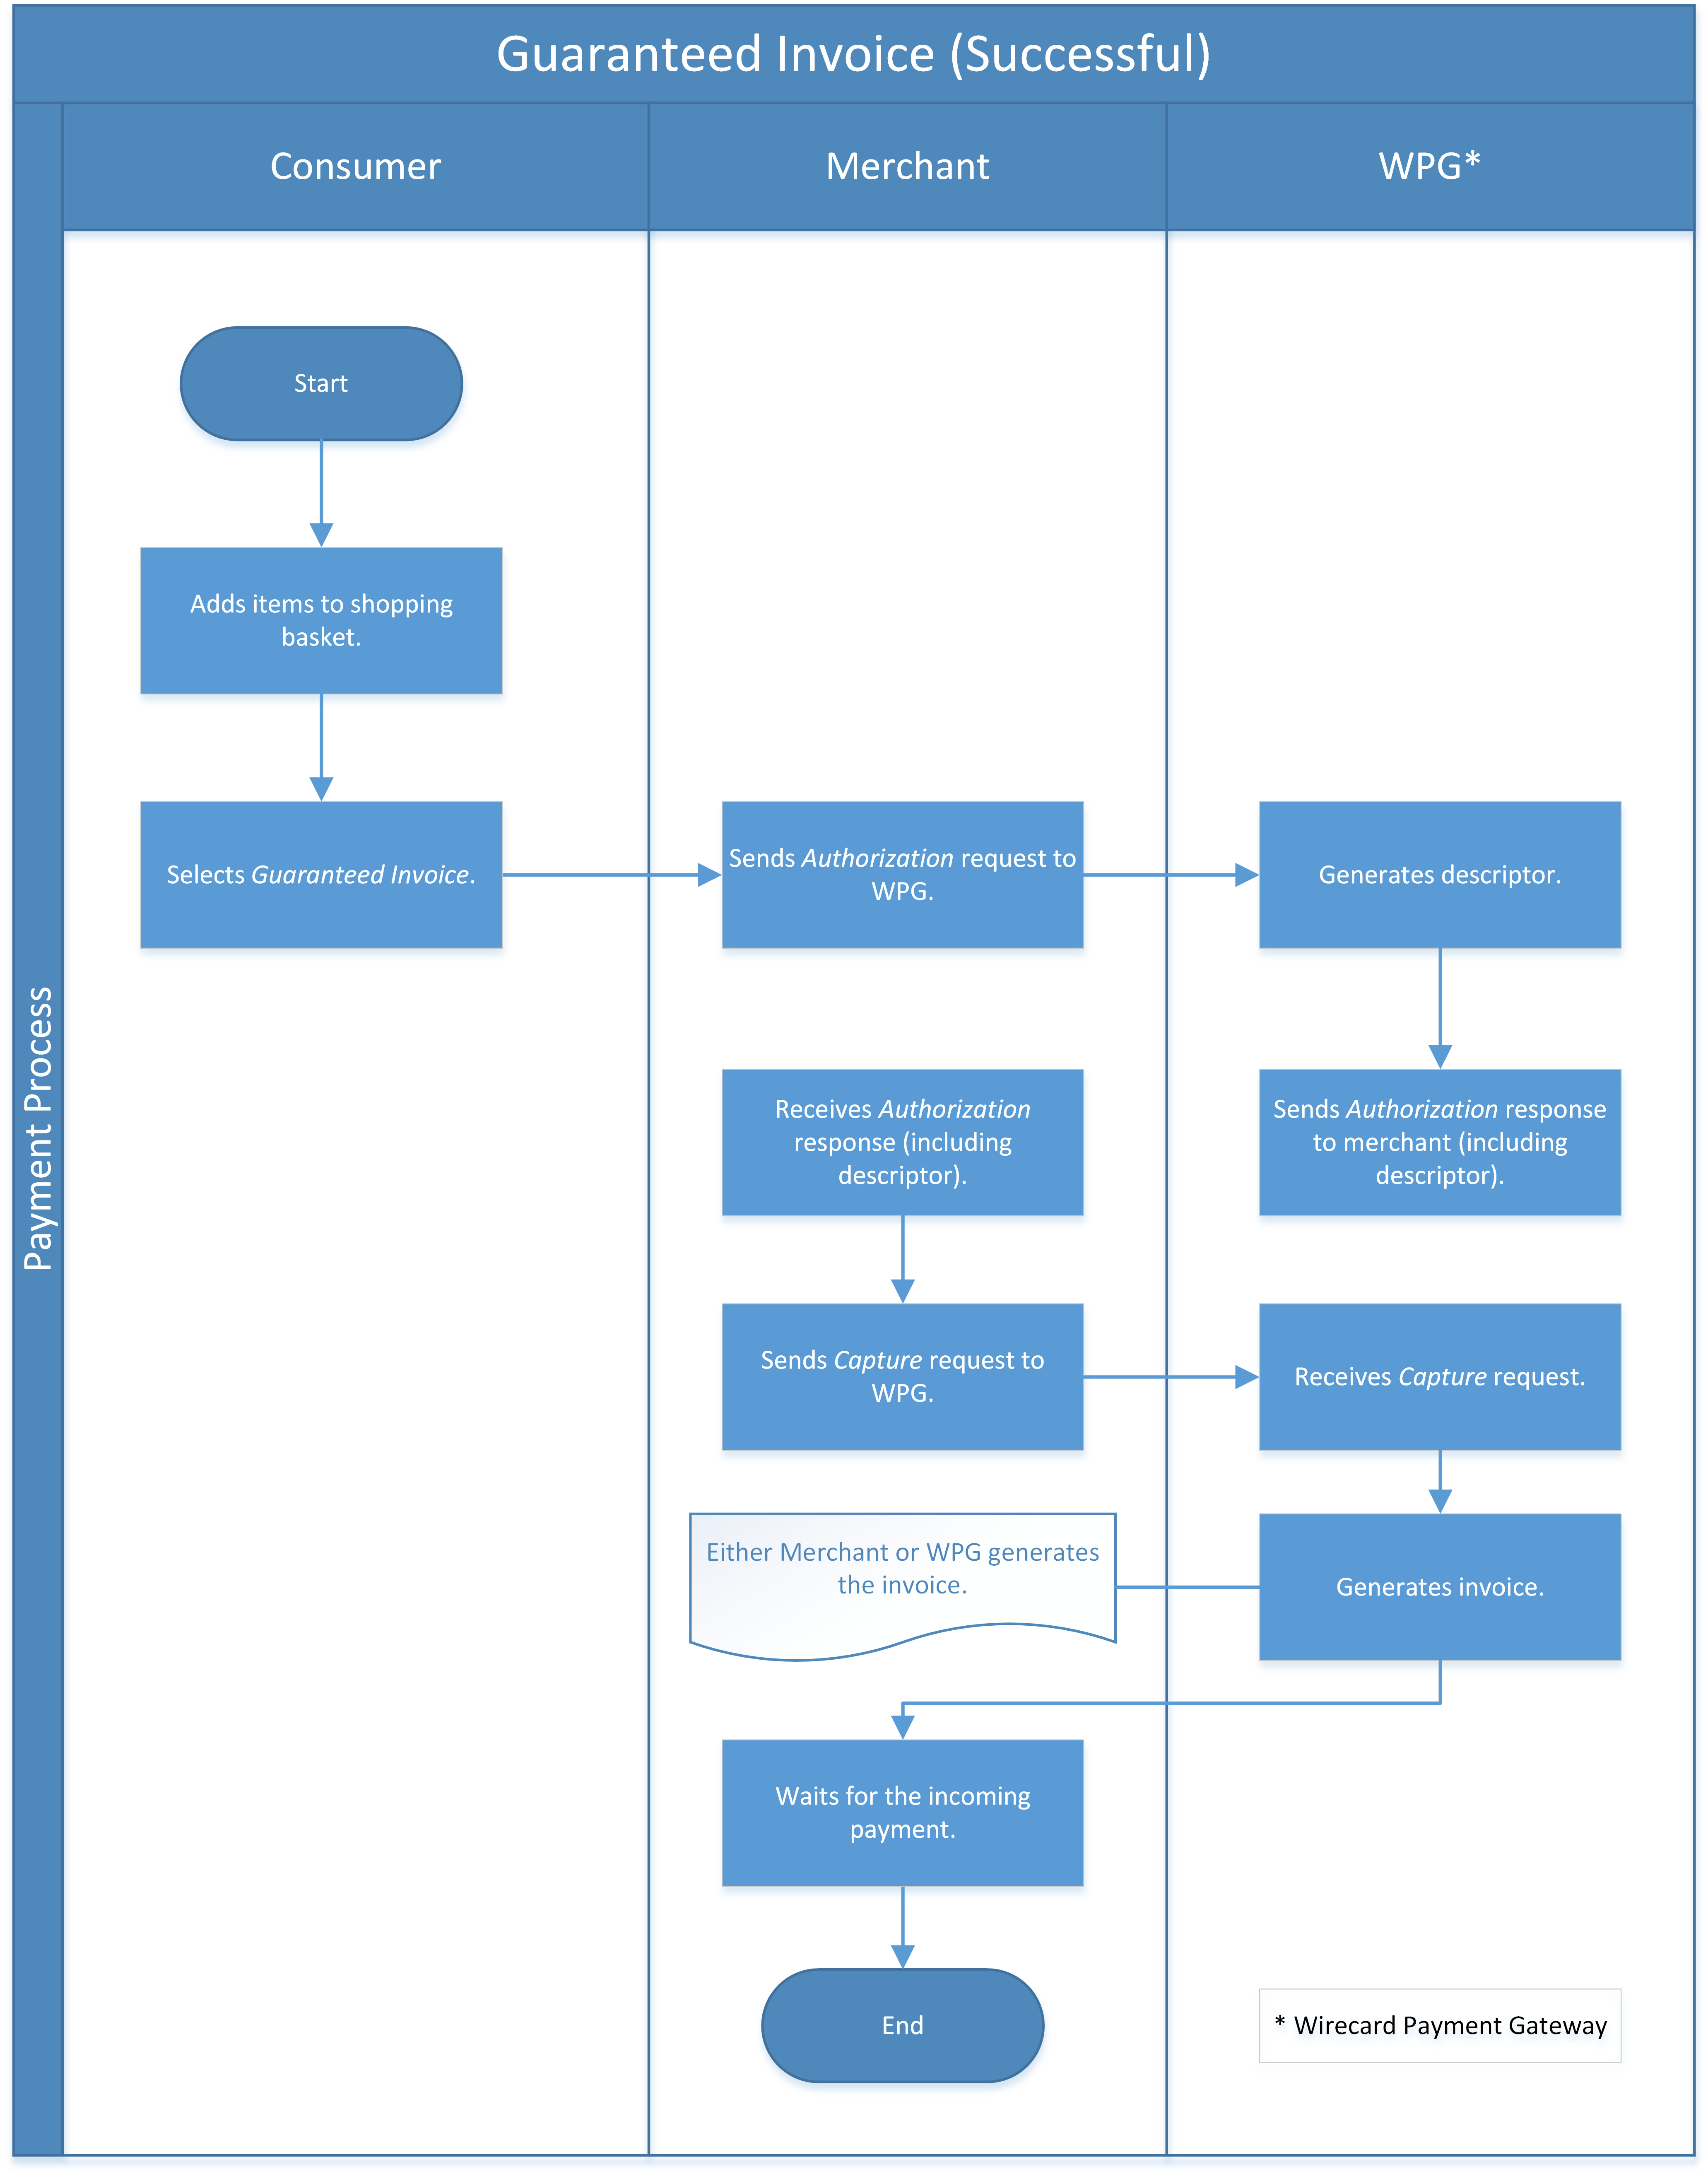 Guaranteed Invoice (Successful)
Consumer
Merchant
WPG*
Payment Process
Start
Adds items to shopping
basket.
Selects Guaranteed Invoice.
Sends Authorization request to
WPG.
Generates descriptor.
Receives Authorization
response (including
descriptor).
Sends Authorization response
to merchant (including
descriptor).
Sends Capture request to
WPG.
Receives Capture request.
Either Merchant or WPG generates
the invoice.
Generates invoice.
Waits for the incoming
payment.
End
* Wirecard Payment Gateway